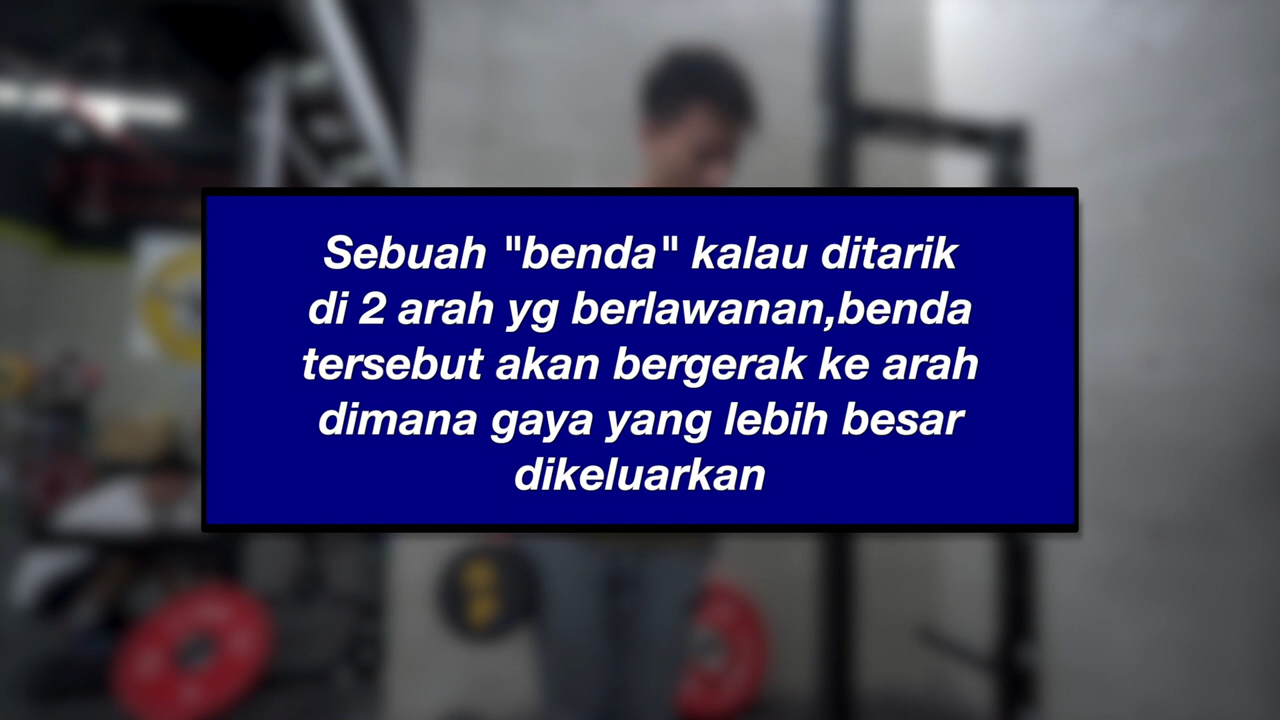 Sebuah "benda" kalau ditarik
di 2 arah yg berlawanan,benda
tersebut akan bergerak ke arah
dimana gaya yang lebih besar
dikeluarkan